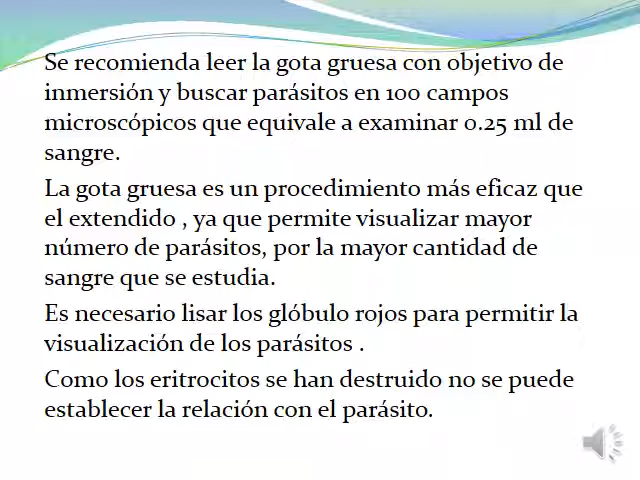 Se recomienda leer la gota gruesa con objetivo de
inmersión y buscar parásitos en 100 campos
microscópicos que equivale a examinar 0.25 ml de
sangre.
La gota gruesa es un procedimiento más eficaz que
el extendido , ya que permite visualizar mayor
número de parásitos, por la mayor cantidad de
sangre que se estudia.
Es necesario lisar los glóbulo rojos para permitir la
visualización de los parásitos .
Como los eritrocitos se han destruido no se puede
establecer la relación con el parásito.